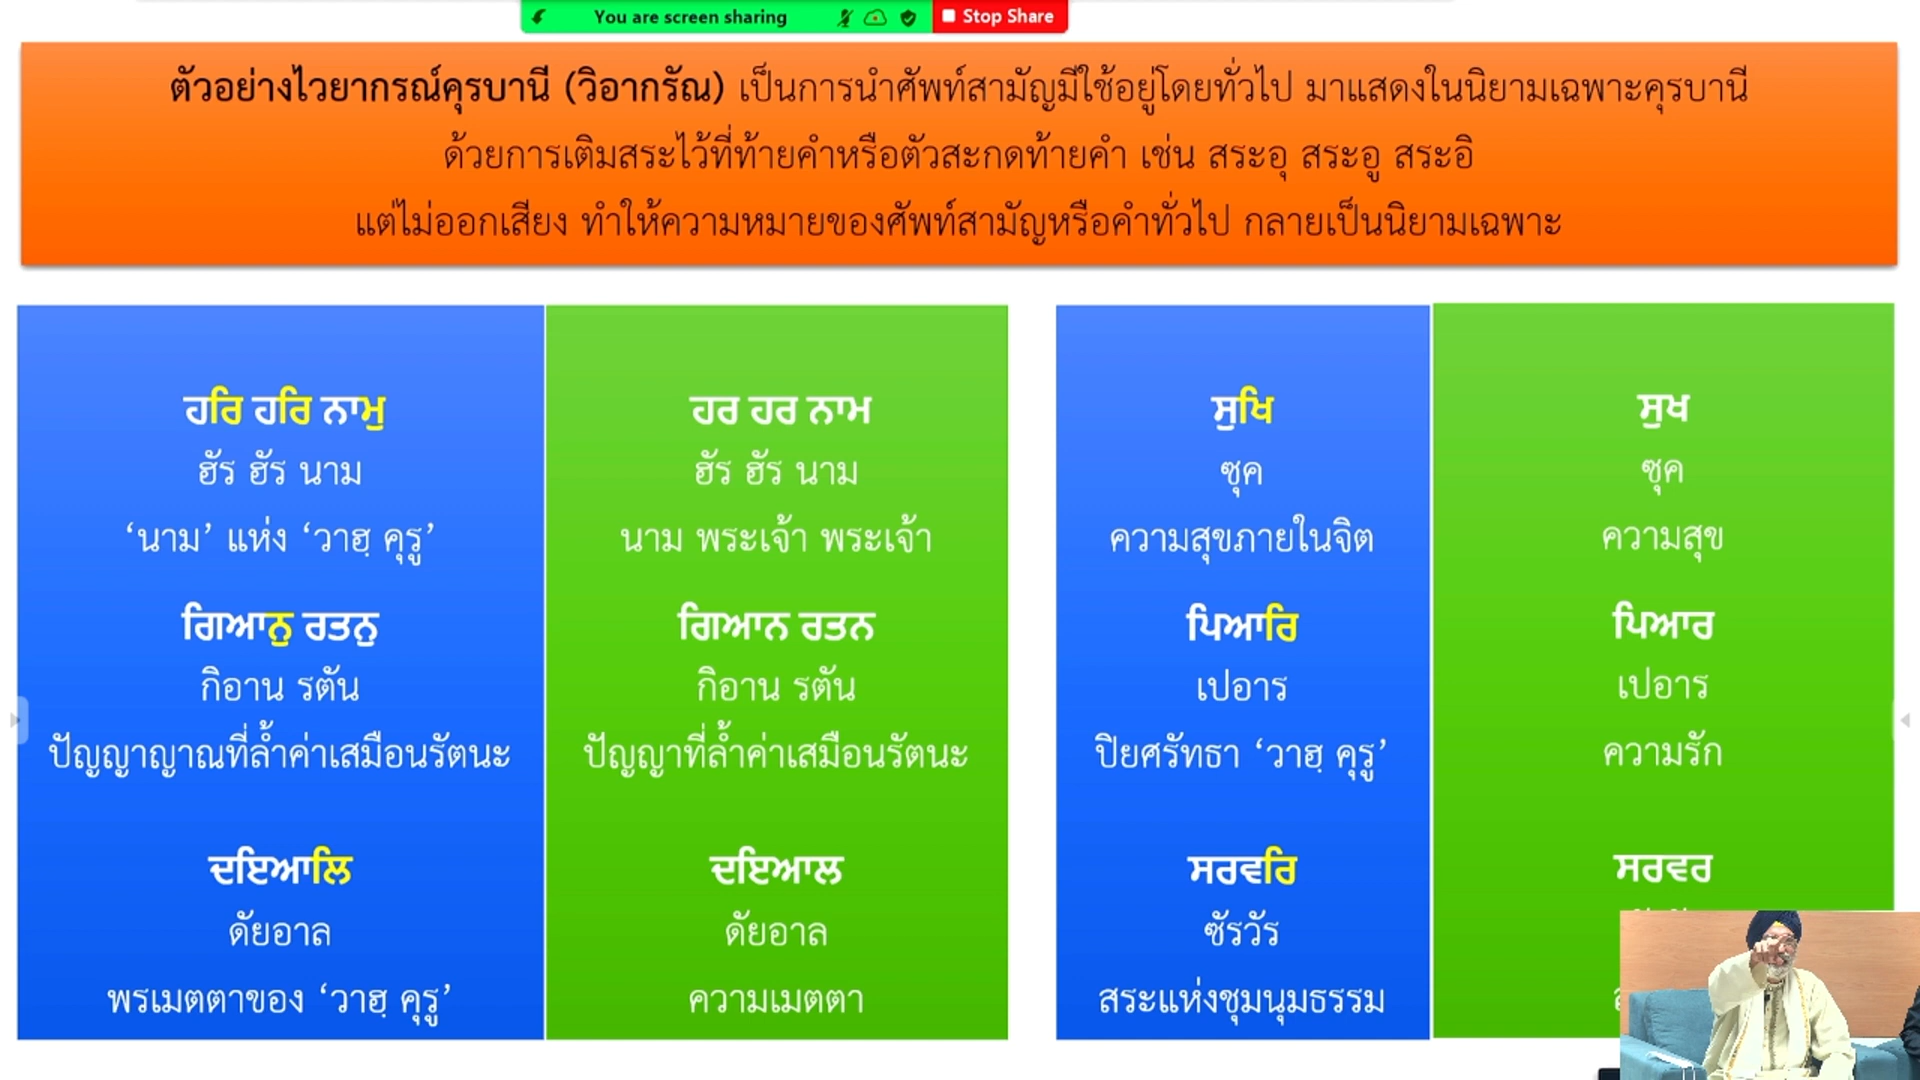 You are screen sharing
Stop Share
ตัวอย่างไวยากรณ์คุรบานี (วิอากรัณ) เป็นการนำศัพท์สามัญมีใช้อยู่โดยทั่วไป มาแสดงในนิยามเฉพาะคุรบานี
ด้วยการเติมสระไว้ที่ท้ายคำหรือตัวสะกดท้ายคำ เช่น สระอุ สระอู สระอิ
แต่ไม่ออกเสียง ทำให้ความหมายของศัพท์สามัญหรือคำทั่วไป กลายเป็นนิยามเฉพาะ
ਹਰਿ ਹਰਿ ਨਾਮੁ
ฮัร ฮัร นาม
‘นาม’ แห่ง ‘วาฮฺ คุรู’
ਗਿਆਨੁ ਰਤਨੁ
กิอาน รตัน
ปัญญาญาณที่ล้ำค่าเสมือนรัตนะ
ਦਇਆਲਿ
ดัยอาล
พรเมตตาของ ‘วาฮฺ คุรู’
ਹਰ ਹਰ ਨਾਮ
ฮัร ฮัร นาม
นาม พระเจ้า พระเจ้า
ਗਿਆਨ ਰਤਨ
กิอาน รตัน
ปัญญาที่ล้ำค่าเสมือนรัตนะ
ਦਇਆਲ
ดัยอาล
ความเมตตา
ਸੁਖਿ
ซุค
ความสุขภายในจิต
ਪਿਆਰਿ
เปอาร
ปิยศรัทธา ‘วาฮฺ คุรู’
ਸਰਵਰਿ
ซัรวัร
สระแห่งชุมนุมธรรม
ਸੁਖ
ซุค
ความสุข
ਪਿਆਰ
เปอาร
ความรัก
ਸਰਵਰ